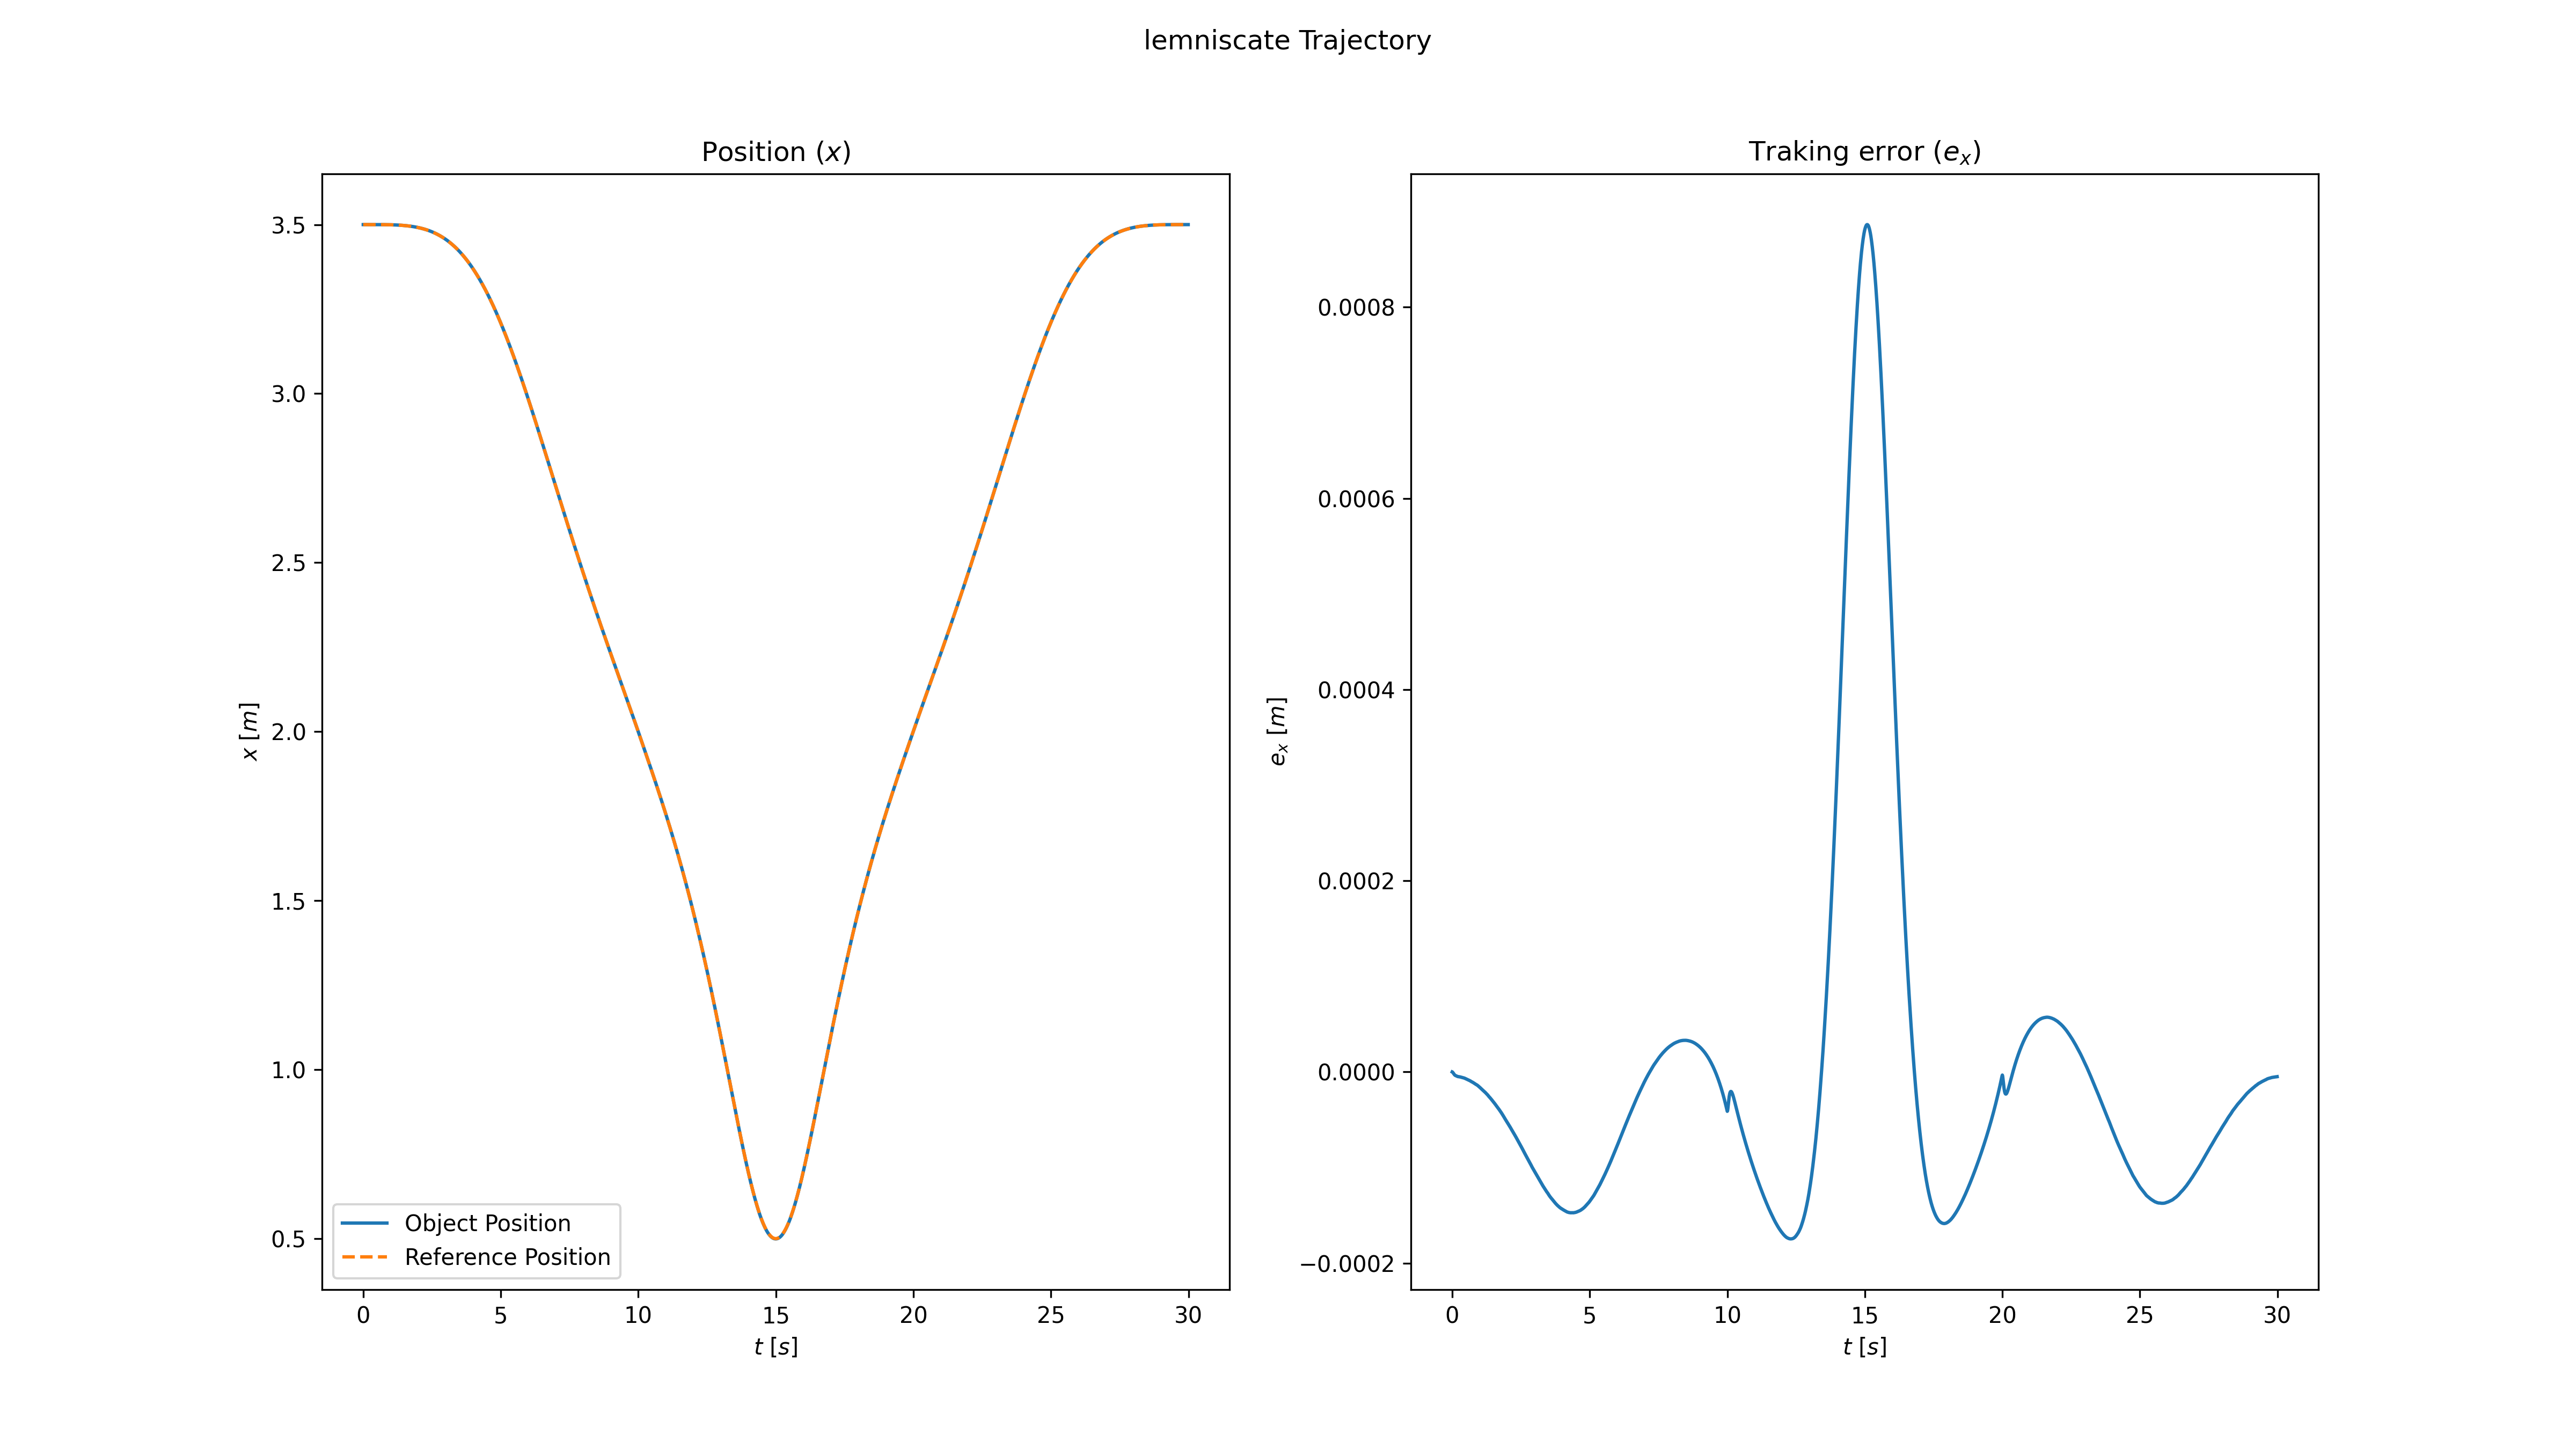 lemniscate Trajectory
Position (x)
3.5
3.0
2.5
2.0
1.5
1.0
0.5
x [m]
Object Position
Reference Position
0 5 10 15 20 25 30
t [s]
Traking error (eₓ)
0.0008
0.0006
0.0004
0.0002
0.0000
−0.0002
eₓ [m]
0 5 10 15 20 25 30
t [s]